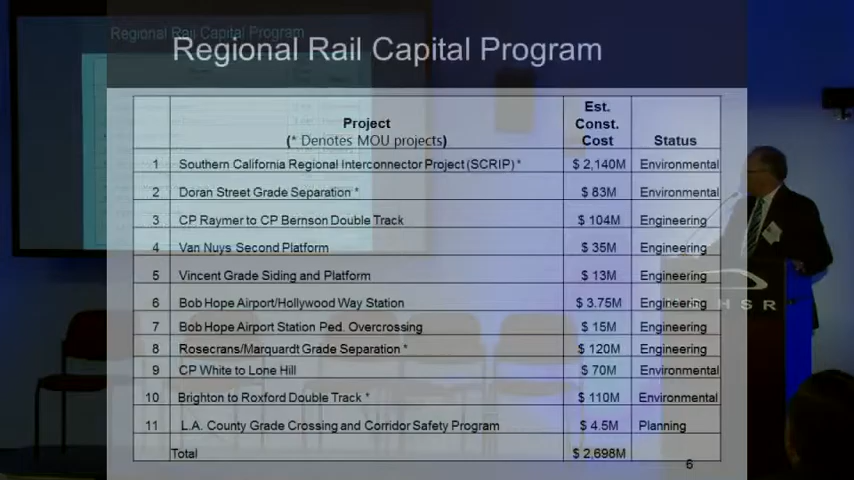 Regional Rail Capital Program
Regional Rail Capital Program
Project
(* Denotes MOU projects)
Est.
Const.
Cost
Status
1 Southern California Regional Interconnector Project (SCRIP) * $ 2,140M Environmental
2 Doran Street Grade Separation * $ 83M Environmental
3 CP Raymer to CP Bernson Double Track $ 104M Engineering
4 Van Nuys Second Platform $ 35M Engineering
5 Vincent Grade Siding and Platform $ 13M Engineering
6 Bob Hope Airport/Hollywood Way Station $ 3.75M Engineering
7 Bob Hope Airport Station Ped. Overcrossing $ 15M Engineering
8 Rosecrans/Marquardt Grade Separation * $ 120M Engineering
9 CP White to Lone Hill $ 70M Environmental
10 Brighton to Roxford Double Track * $ 110M Environmental
11 L.A. County Grade Crossing and Corridor Safety Program $ 4.5M Planning
Total $ 2,698M
6
HSR